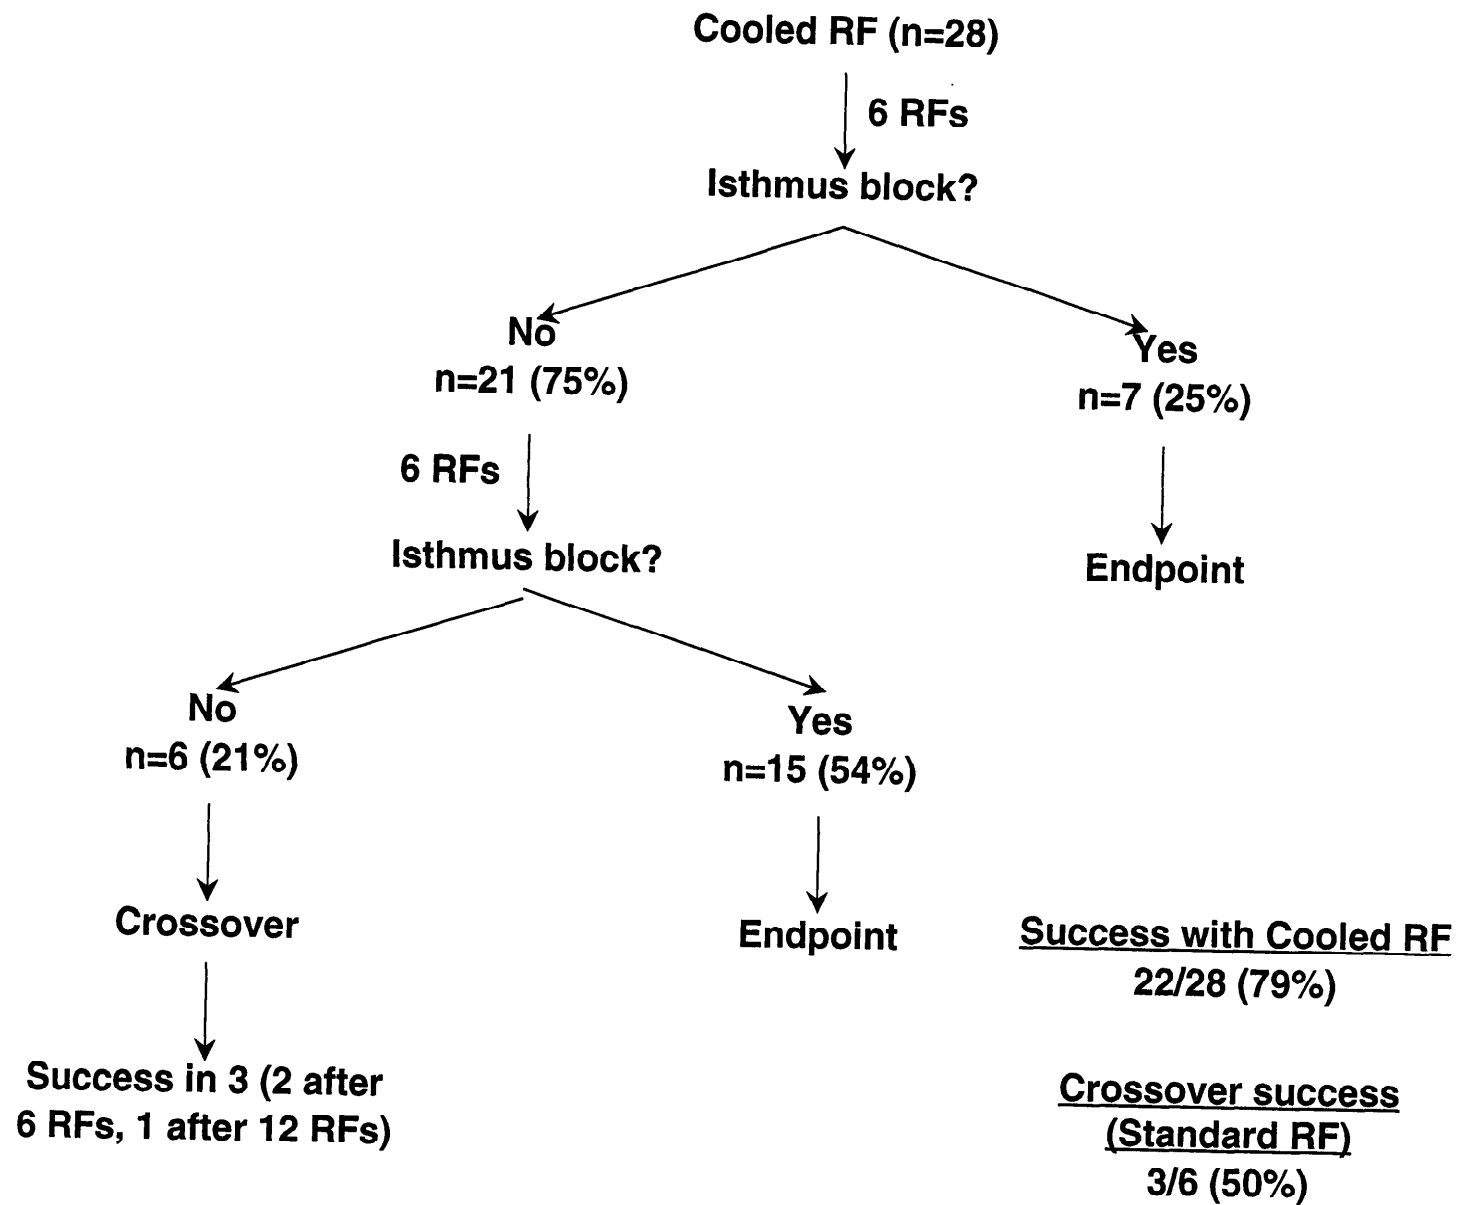 Cooled RF (n=28)
6 RFs
Isthmus block?
No
n=21 (75%)
Yes
n=7 (25%)
6 RFs
Isthmus block?
Endpoint
No
n=6 (21%)
Yes
n=15 (54%)
Crossover
Endpoint
Success with Cooled RF
22/28 (79%)
Success in 3 (2 after
6 RFs, 1 after 12 RFs)
Crossover success
(Standard RF)
3/6 (50%)